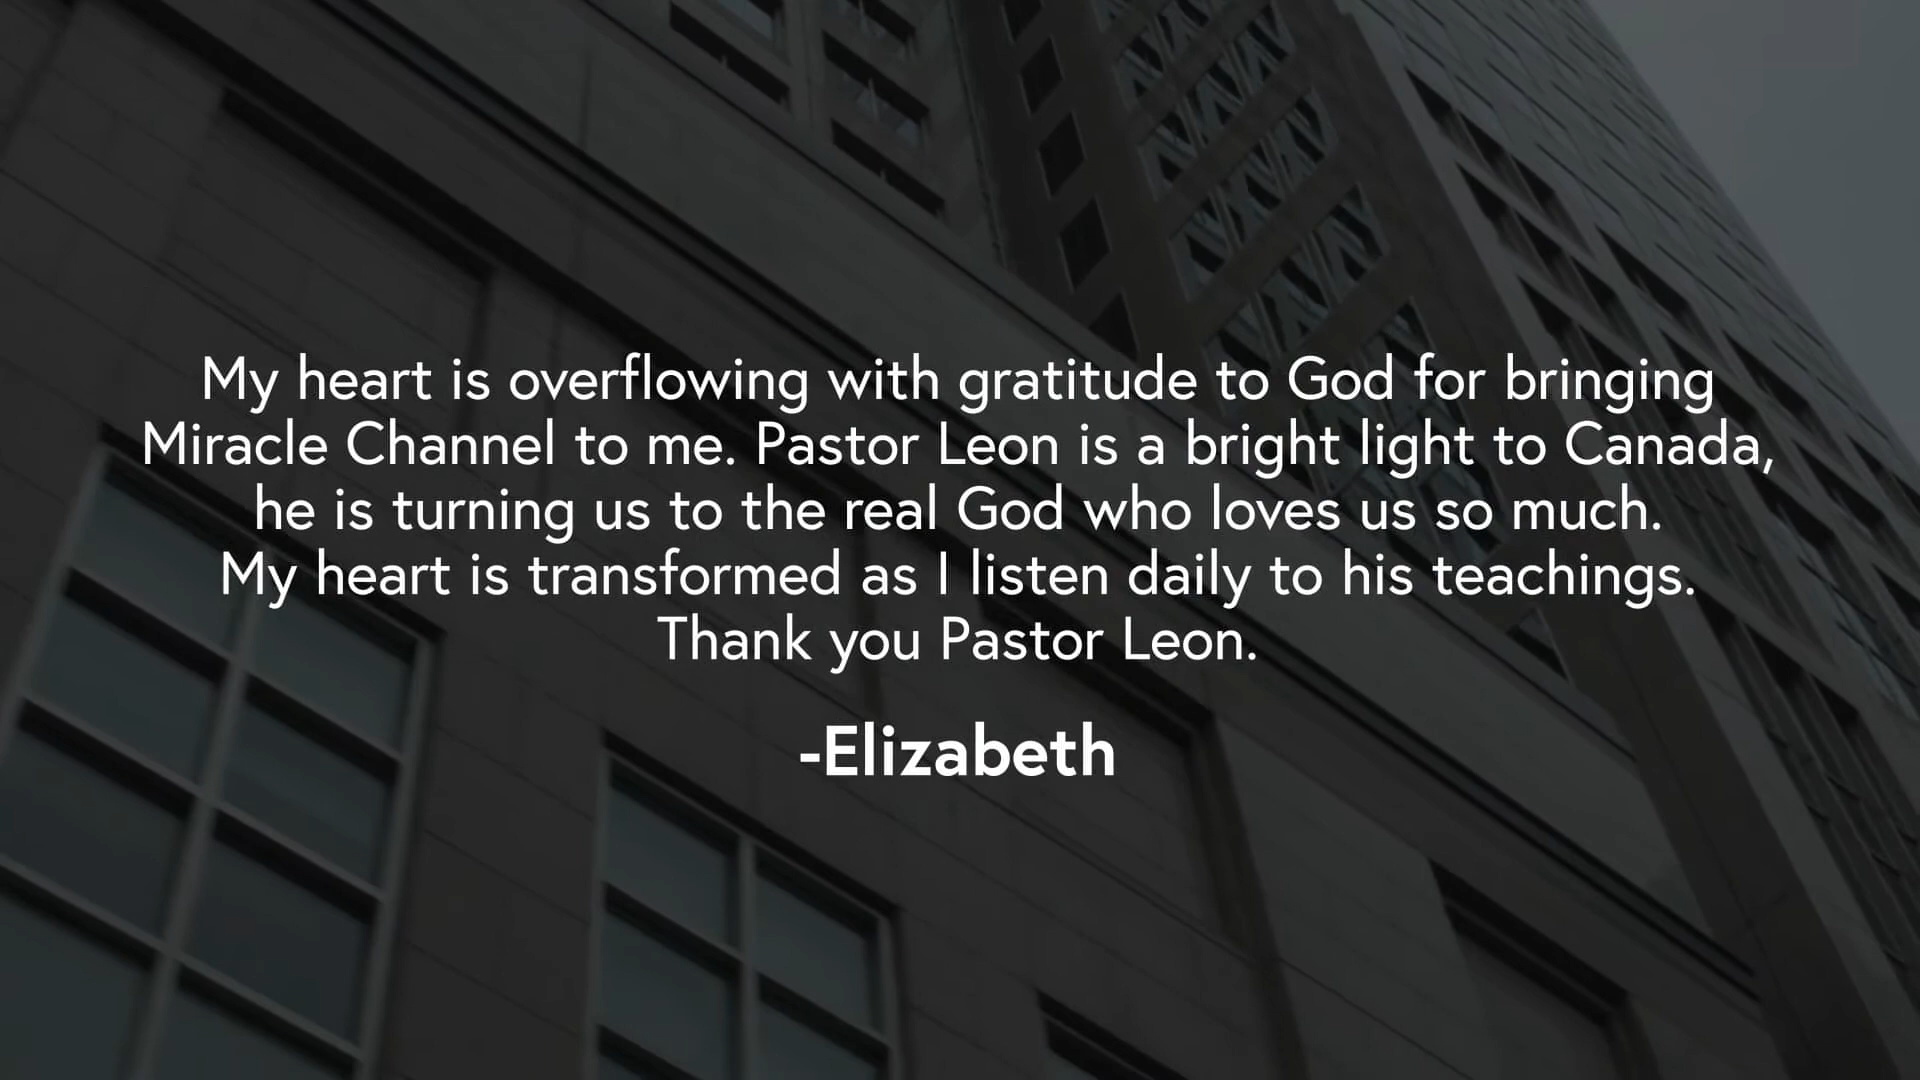 My heart is overflowing with gratitude to God for bringing
Miracle Channel to me. Pastor Leon is a bright light to Canada,
he is turning us to the real God who loves us so much.
My heart is transformed as I listen daily to his teachings.
Thank you Pastor Leon.
-Elizabeth